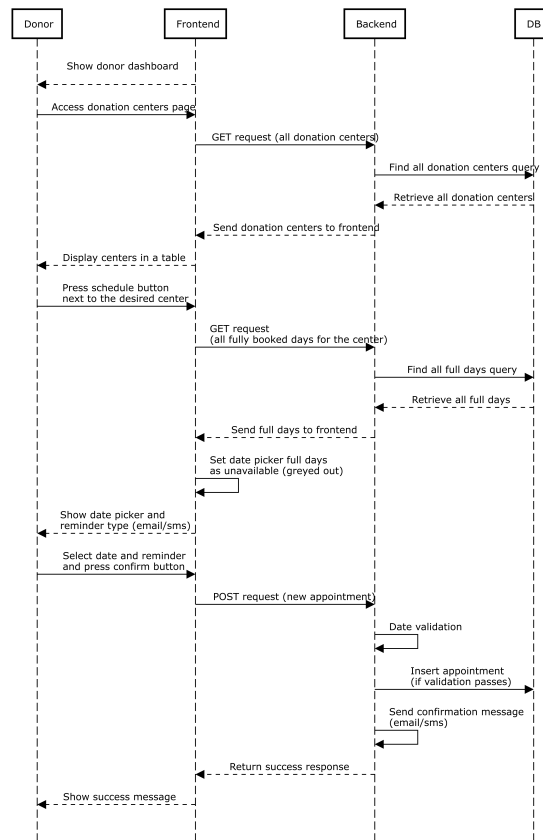 Donor
Frontend
Backend
DB
Show donor dashboard
Access donation centers page
GET request (all donation centers)
Find all donation centers query
Retrieve all donation centers
Send donation centers to frontend
Display centers in a table
Press schedule button
next to the desired center
GET request
(all fully booked days for the center)
Find all full days query
Retrieve all full days
Send full days to frontend
Set date picker full days
as unavailable (greyed out)
Show date picker and
reminder type (email/sms)
Select date and reminder
and press confirm button
POST request (new appointment)
Date validation
Insert appointment
(if validation passes)
Send confirmation message
(email/sms)
Return success response
Show success message